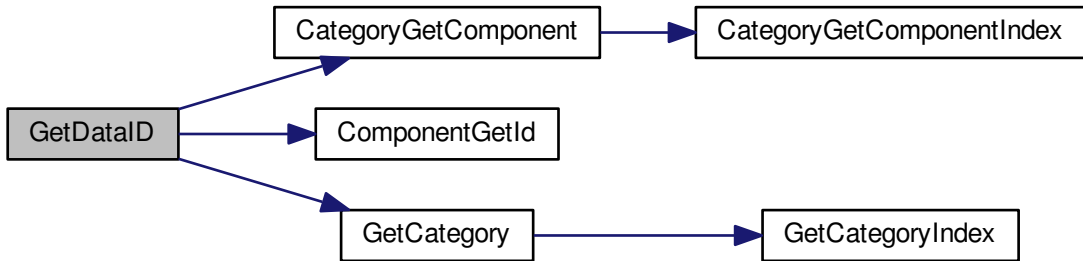 CategoryGetComponent
CategoryGetComponentIndex
GetDataID
ComponentGetId
GetCategory
GetCategoryIndex